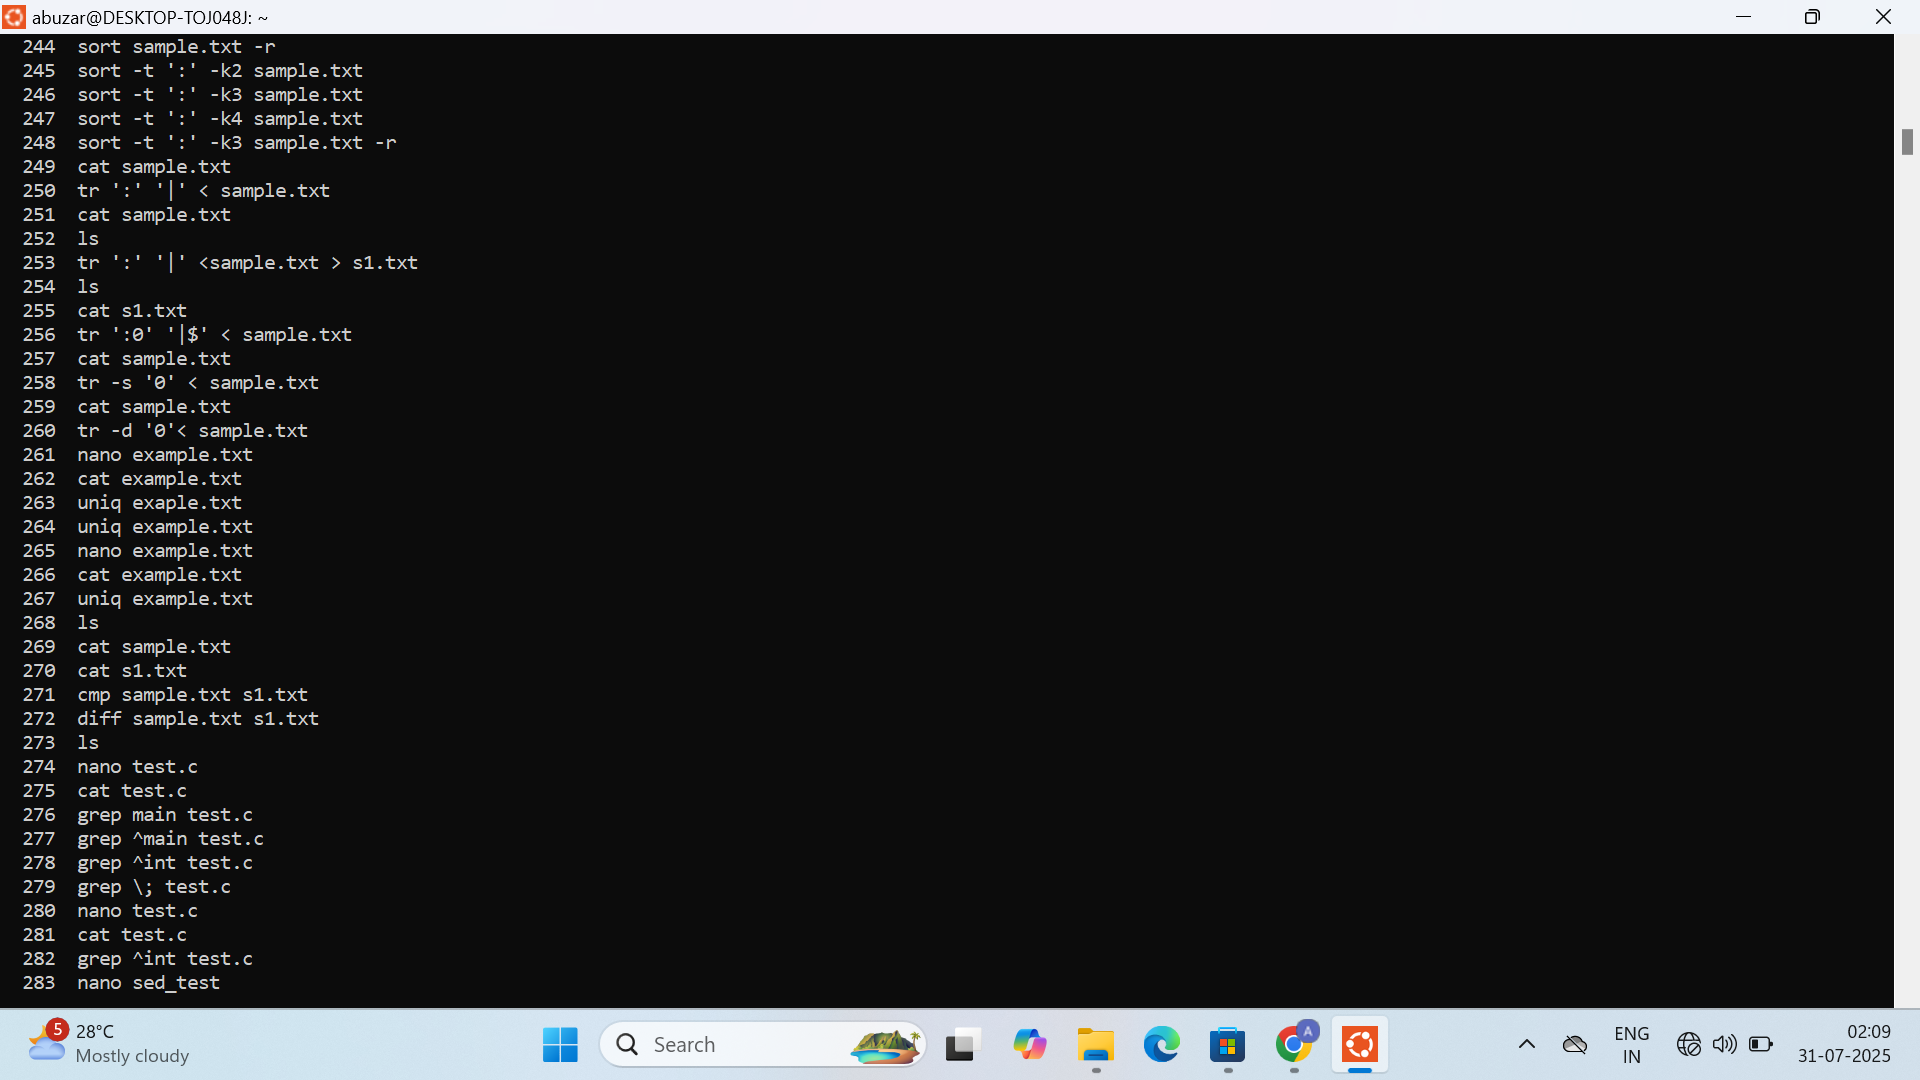 abuzar@DESKTOP-TOJ048J: ~
244 sort sample.txt -r
245 sort -t ':' -k2 sample.txt
246 sort -t ':' -k3 sample.txt
247 sort -t ':' -k4 sample.txt
248 sort -t ':' -k3 sample.txt -r
249 cat sample.txt
250 tr ':' '|' < sample.txt
251 cat sample.txt
252 ls
253 tr ':' '|' <sample.txt > s1.txt
254 ls
255 cat s1.txt
256 tr ':0' '|$' < sample.txt
257 cat sample.txt
258 tr -s '0' < sample.txt
259 cat sample.txt
260 tr -d '0'< sample.txt
261 nano example.txt
262 cat example.txt
263 uniq exaple.txt
264 uniq example.txt
265 nano example.txt
266 cat example.txt
267 uniq example.txt
268 ls
269 cat sample.txt
270 cat s1.txt
271 cmp sample.txt s1.txt
272 diff sample.txt s1.txt
273 ls
274 nano test.c
275 cat test.c
276 grep main test.c
277 grep ^main test.c
278 grep ^int test.c
279 grep \; test.c
280 nano test.c
281 cat test.c
282 grep ^int test.c
283 nano sed_test
5
28°C
Mostly cloudy
Search
A
ENG
IN
02:09
31-07-2025